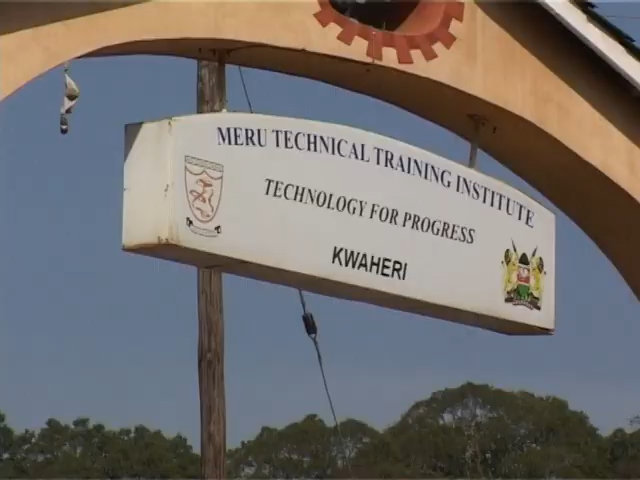 MERU TECHNICAL TRAINING INSTITUTE
TECHNOLOGY FOR PROGRESS
KWAHERI